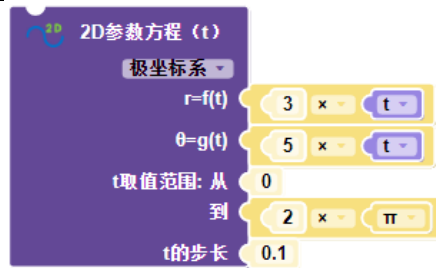 2D 2D参数方程（t）
极坐标系
r=f(t) 3 × t
θ=g(t) 5 × t
t取值范围: 从 0
到 2 × π
t的步长 0.1